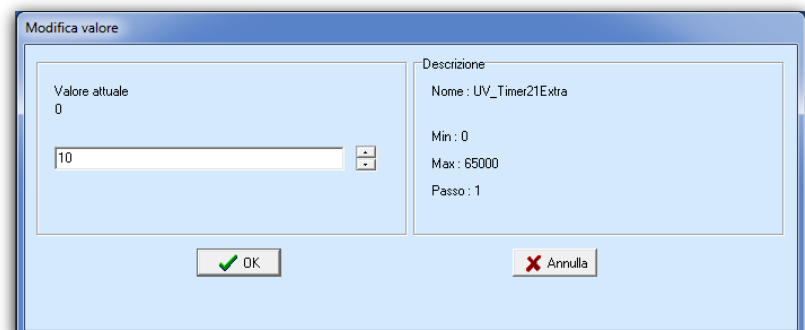 Modifica valore
Valore attuale
0
10
Descrizione
Nome : UV_Timer21Extra
Min : 0
Max : 65000
Passo : 1
OK
Annulla